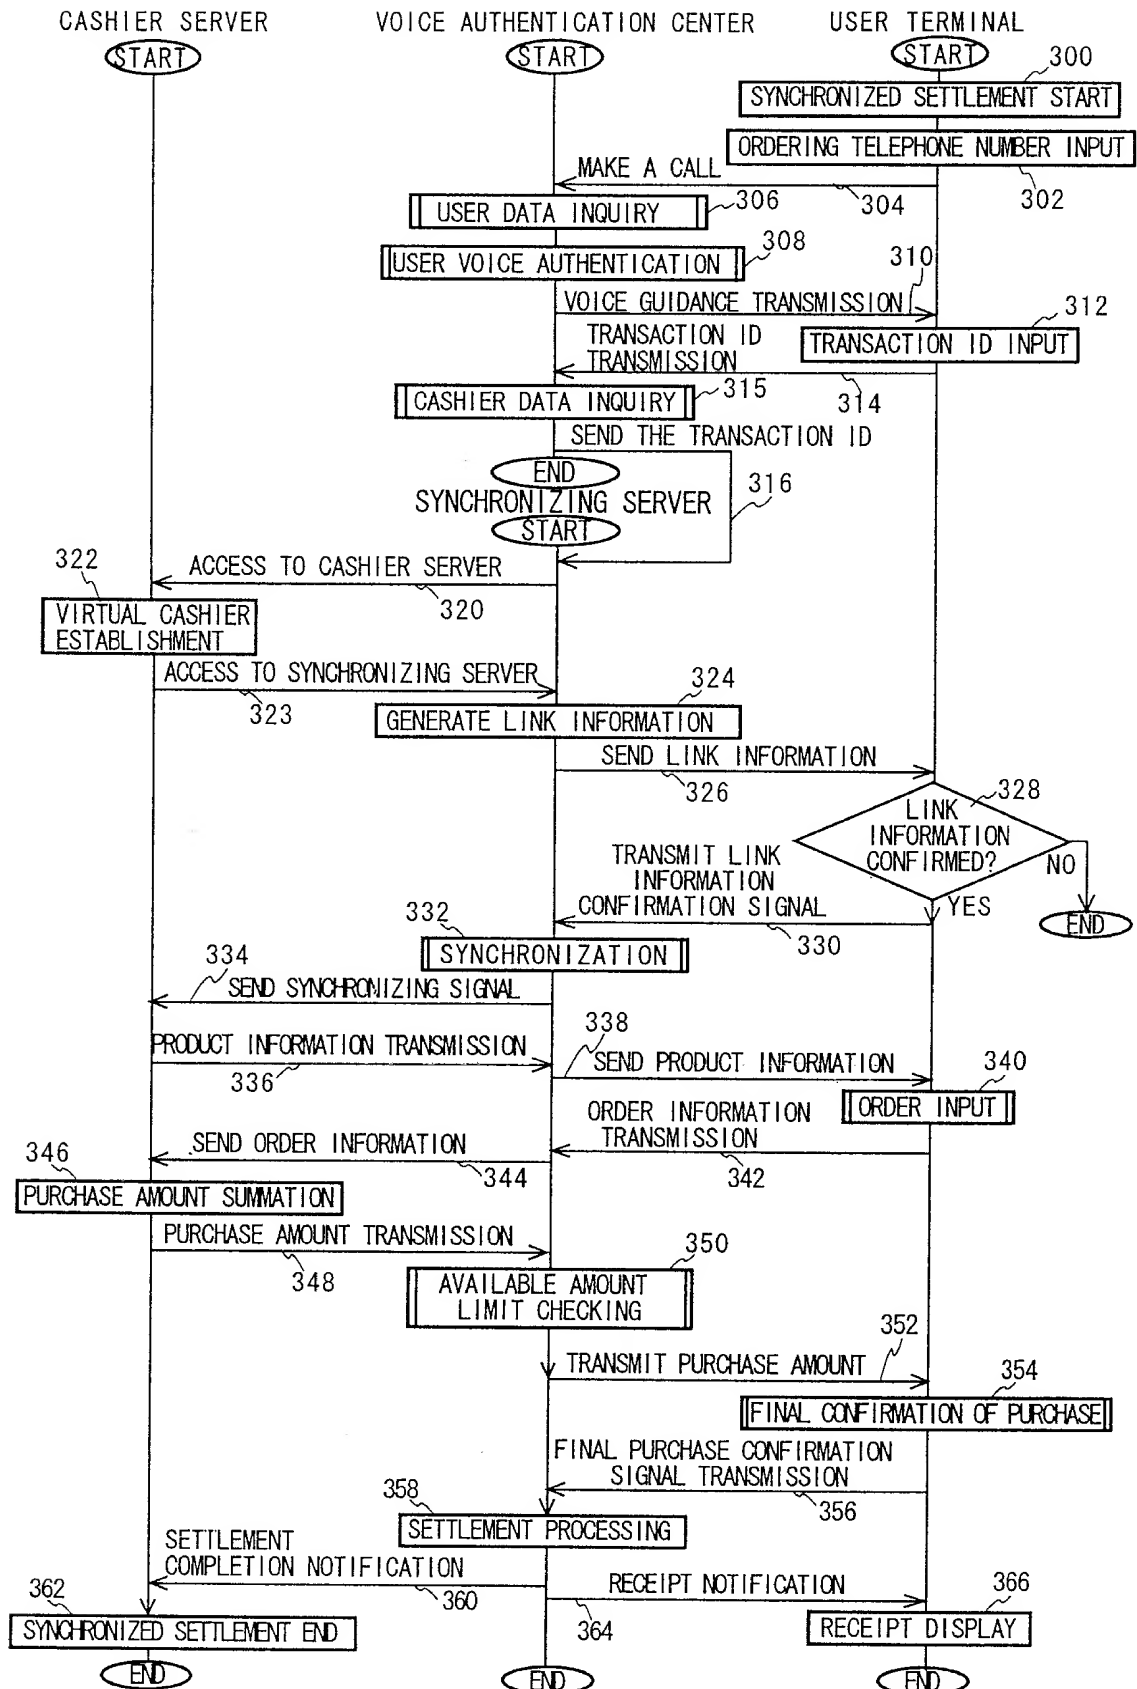 CASHIER SERVER
VOICE AUTHENTICATION CENTER
USER TERMINAL
START
START
START
300
SYNCHRONIZED SETTLEMENT START
ORDERING TELEPHONE NUMBER INPUT
302
MAKE A CALL
304
USER DATA INQUIRY
306
USER VOICE AUTHENTICATION
308
310
VOICE GUIDANCE TRANSMISSION
312
TRANSACTION ID INPUT
TRANSACTION ID
TRANSMISSION
314
CASHIER DATA INQUIRY
315
SEND THE TRANSACTION ID
END
316
SYNCHRONIZING SERVER
START
322
ACCESS TO CASHIER SERVER
320
VIRTUAL CASHIER
ESTABLISHMENT
ACCESS TO SYNCHRONIZING SERVER
323
324
GENERATE LINK INFORMATION
SEND LINK INFORMATION
326
328
LINK
INFORMATION
CONFIRMED?
NO
YES
END
TRANSMIT LINK
INFORMATION
CONFIRMATION SIGNAL
330
332
SYNCHRONIZATION
334
SEND SYNCHRONIZING SIGNAL
PRODUCT INFORMATION TRANSMISSION
336
338
SEND PRODUCT INFORMATION
340
ORDER INPUT
ORDER INFORMATION
TRANSMISSION
342
SEND ORDER INFORMATION
344
346
PURCHASE AMOUNT SUMMATION
PURCHASE AMOUNT TRANSMISSION
348
350
AVAILABLE AMOUNT
LIMIT CHECKING
352
TRANSMIT PURCHASE AMOUNT
354
FINAL CONFIRMATION OF PURCHASE
FINAL PURCHASE CONFIRMATION
SIGNAL TRANSMISSION
356
358
SETTLEMENT PROCESSING
SETTLEMENT
COMPLETION NOTIFICATION
360
362
SYNCHRONIZED SETTLEMENT END
RECEIPT NOTIFICATION
364
366
RECEIPT DISPLAY
END
END
END